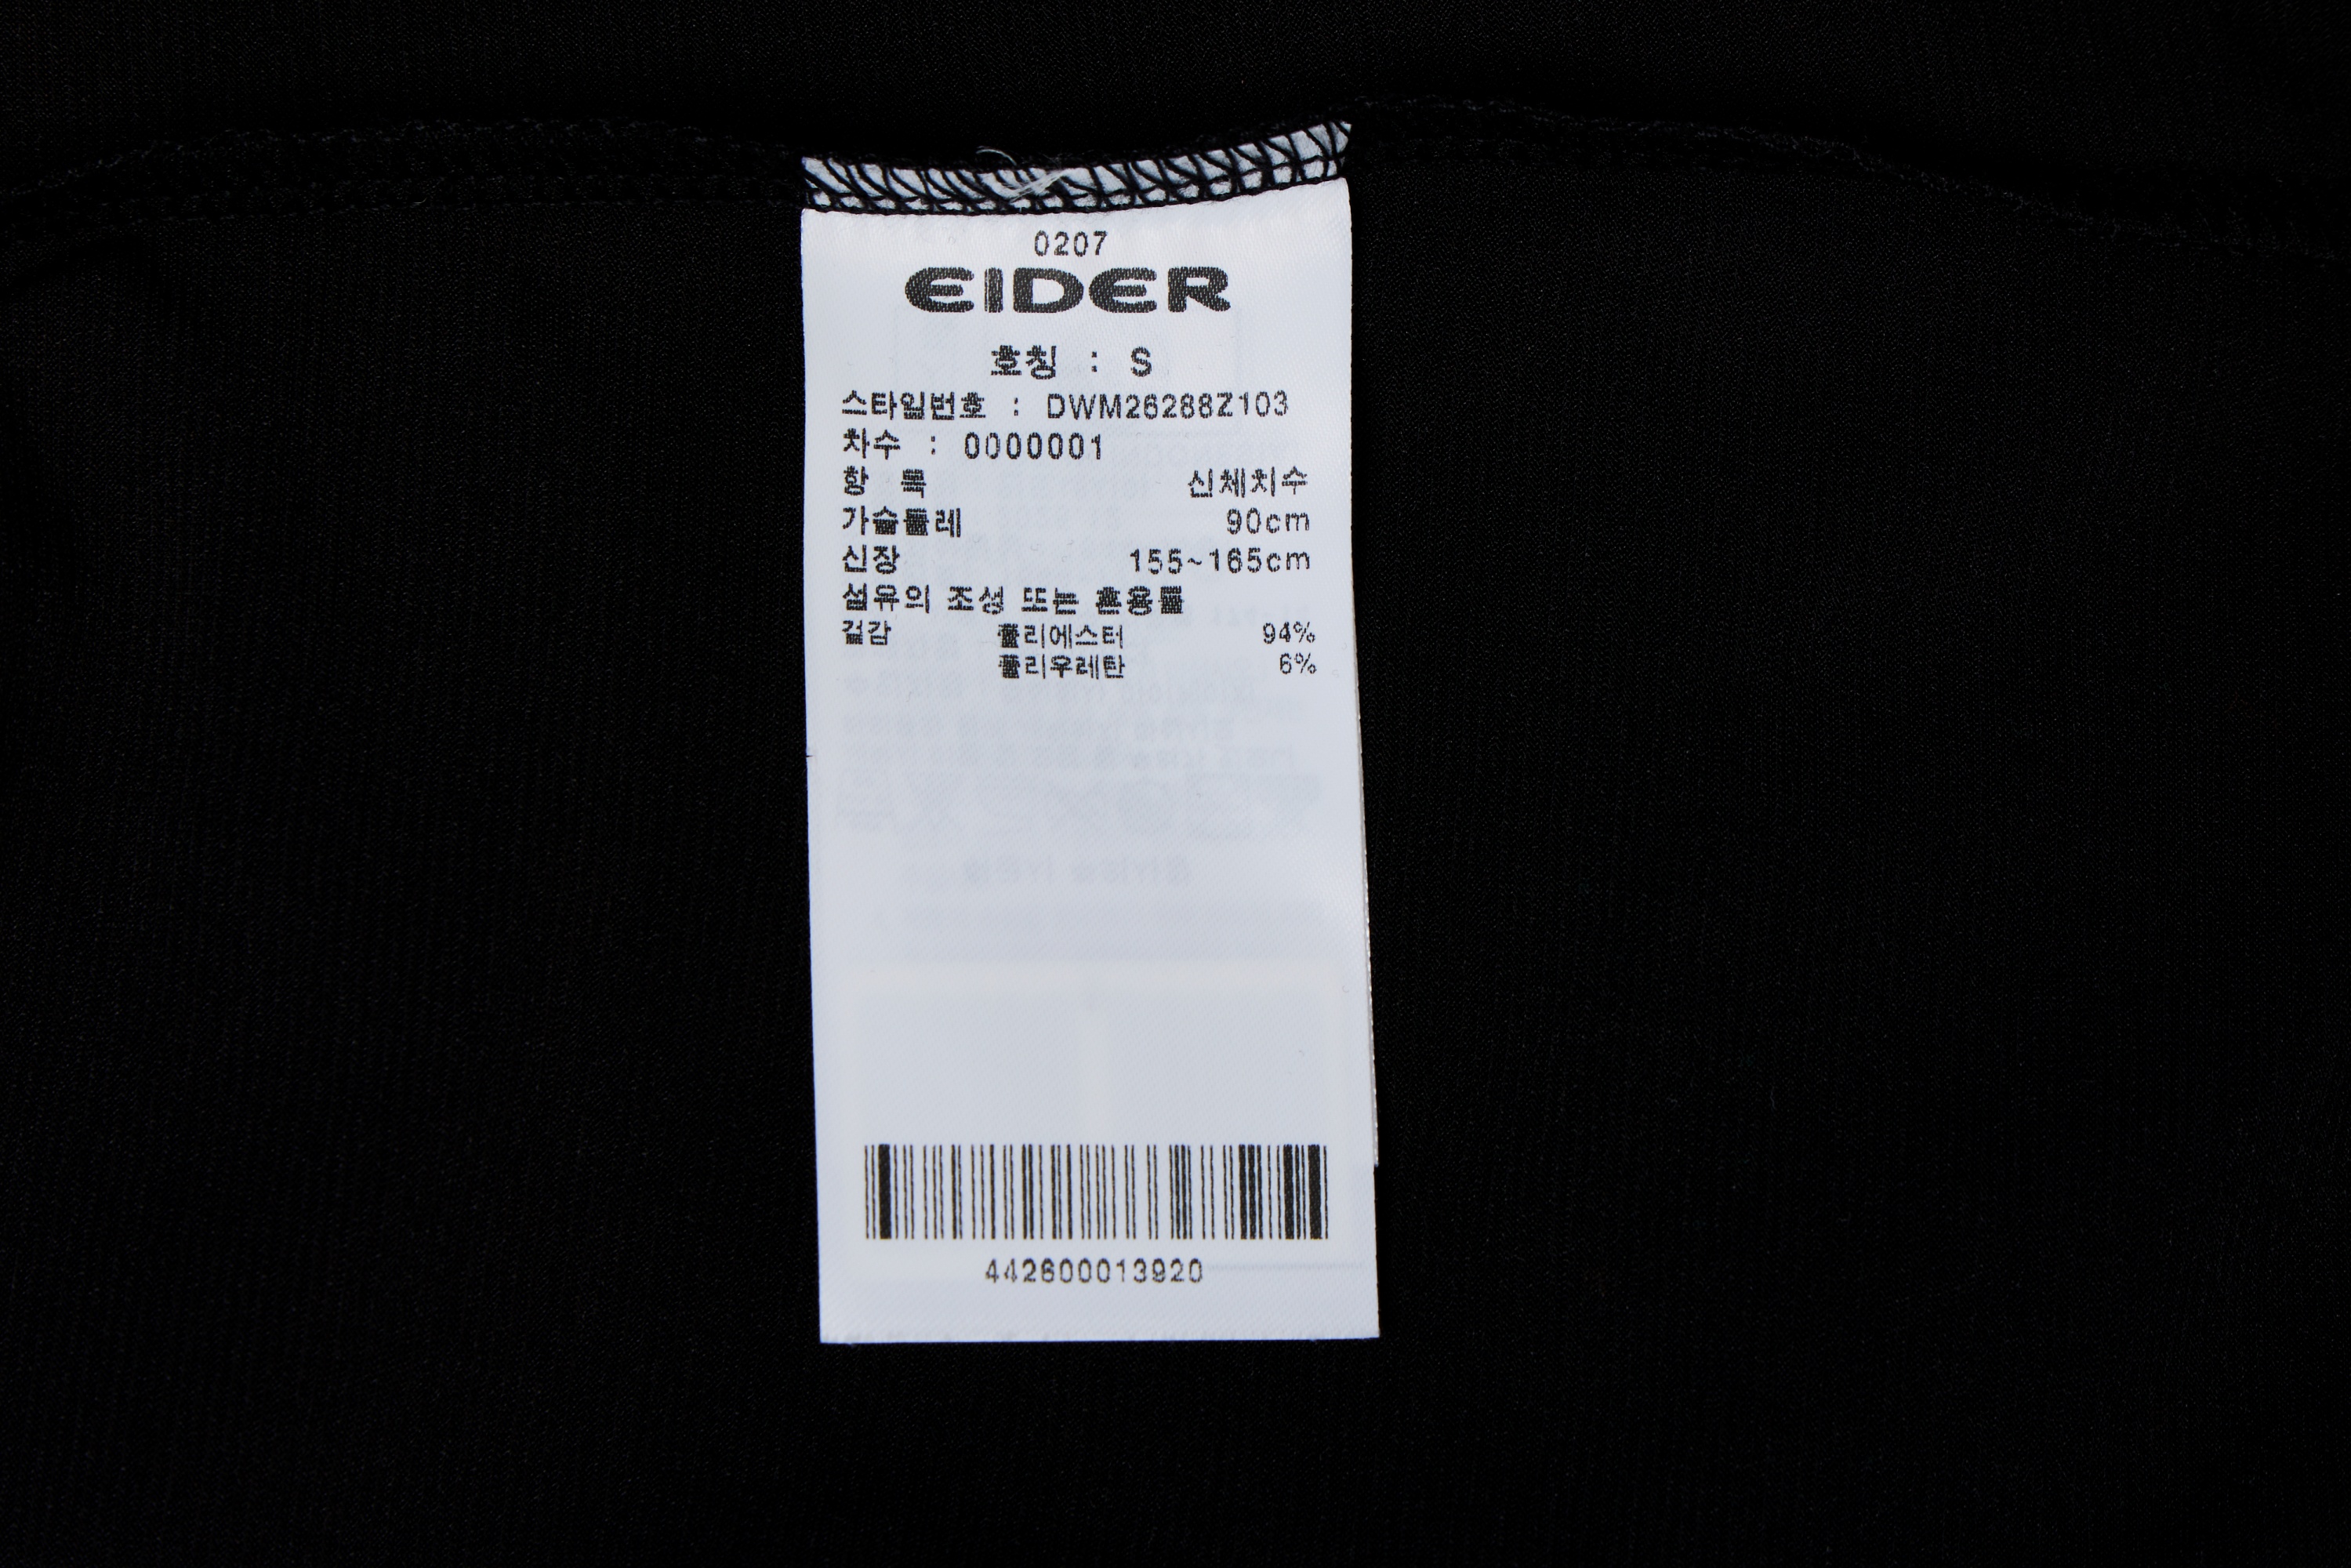 0207
EIDER
호칭 : S
스타일번호 : DWM26288Z103
차수 : 0000001
항 목 신체치수
가슴둘레 90cm
신장 155~165cm
섬유의 조성 또는 혼용률
겉감 폴리에스터 94%
폴리우레탄 6%
442600013920